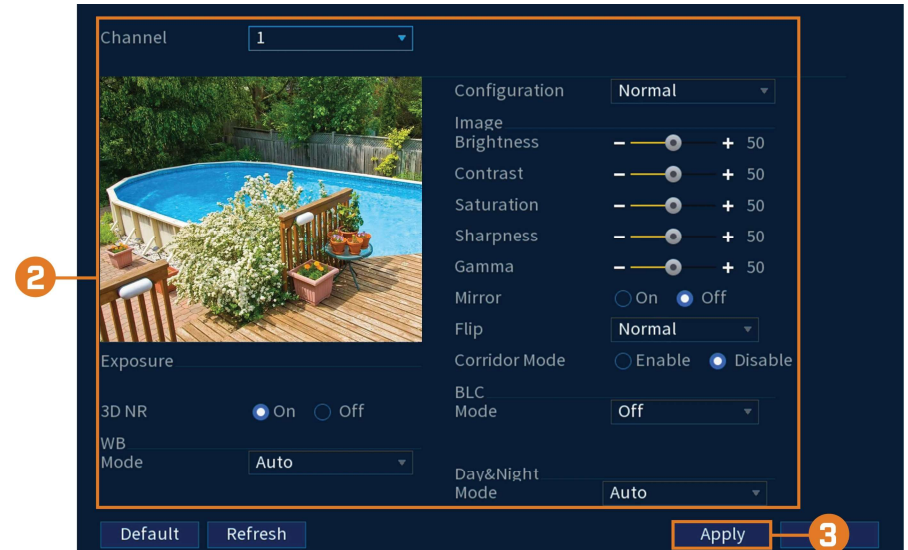 Channel 1
Configuration Normal
Image
Brightness - + 50
Contrast - + 50
Saturation - + 50
Sharpness - + 50
Gamma - + 50
Mirror On Off
Flip Normal
2
Exposure
Corridor Mode Enable Disable
BLC
3D NR On Off
Mode Off
WB
Mode Auto
Day&Night
Mode Auto
Default Refresh Apply 3